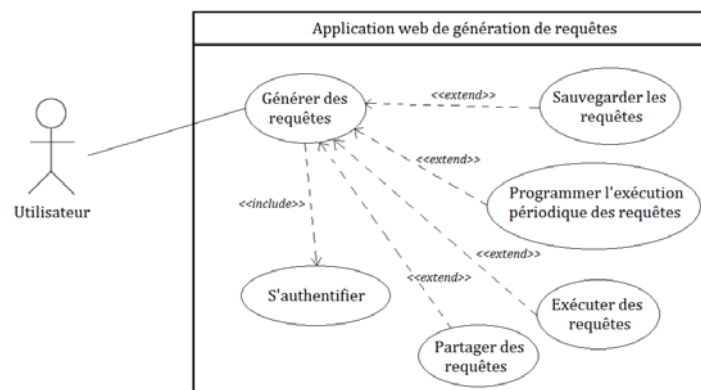 Application web de génération de requêtes
Générer des
requêtes
<<extend>>
Sauvegarder les
requêtes
<<extend>>
Programmer l'exécution
périodique des requêtes
Utilisateur
<<include>>
<<extend>>
<<extend>>
S'authentifier
Exécuter des
requêtes
Partager des
requêtes